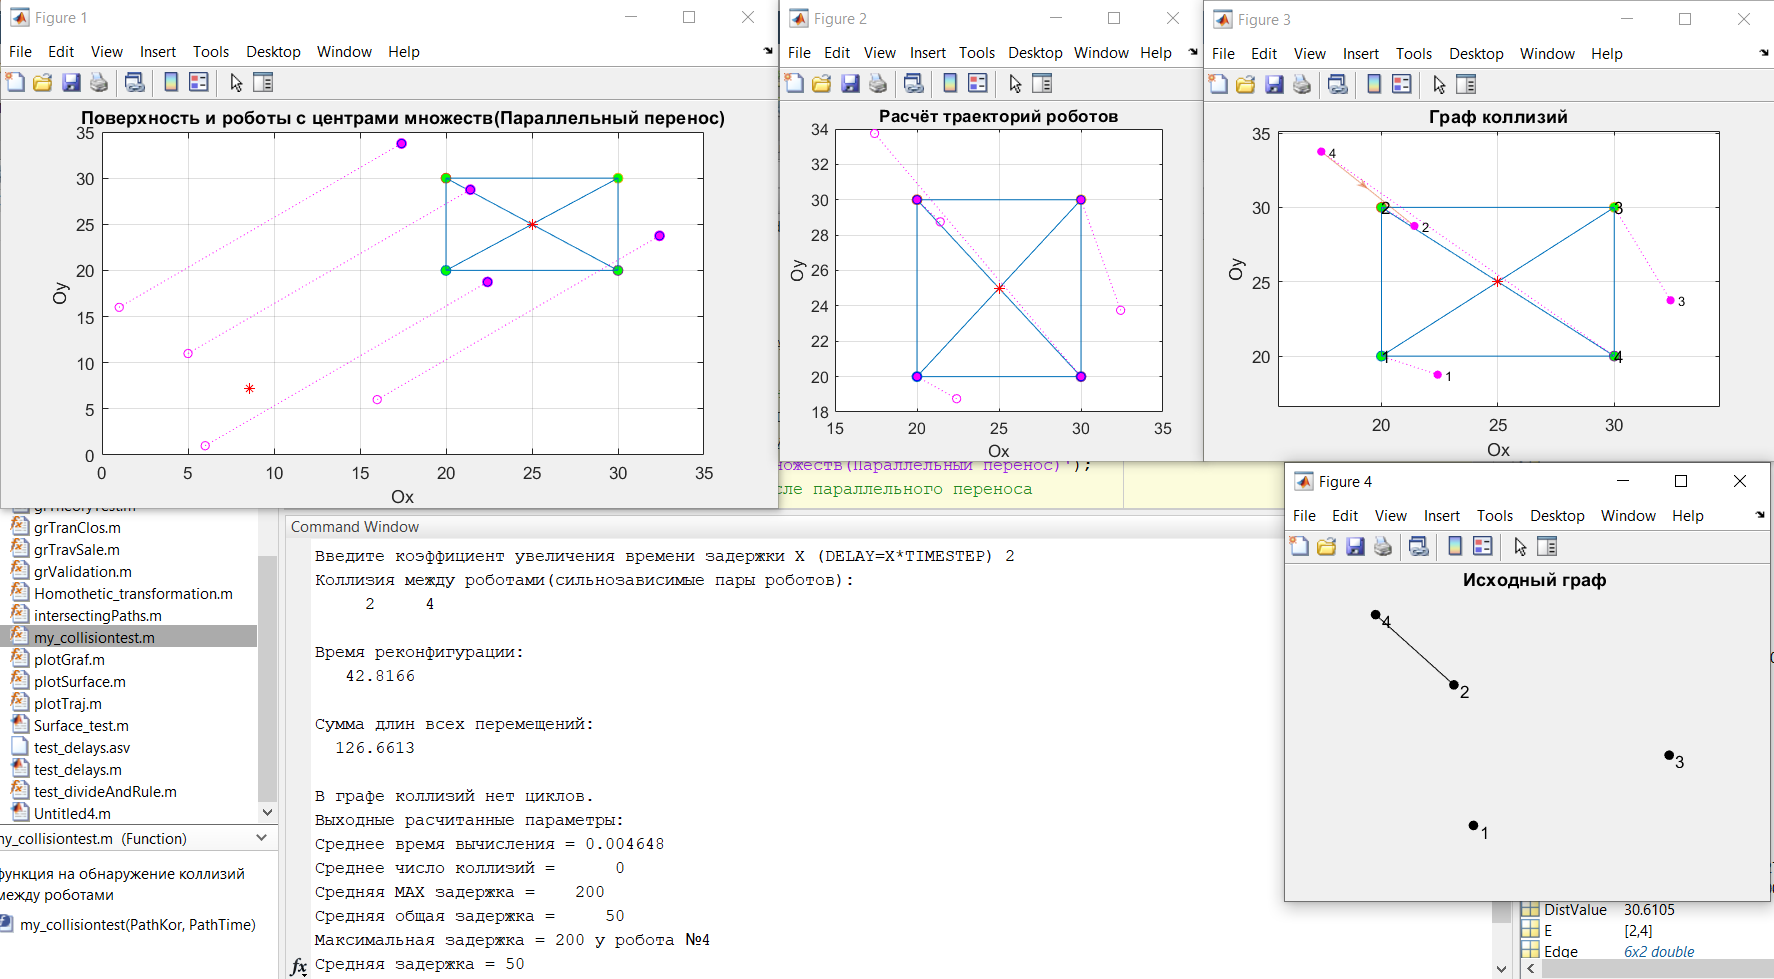 Figure 1
File Edit View Insert Tools Desktop Window Help
Поверхность и роботы с центрами множеств(Параллельный перенос)
35
30
25
20
15
10
5
0
Oy
0 5 10 15 20 25 30 35
Ox
Figure 2
File Edit View Insert Tools Desktop Window Help
Расчёт траекторий роботов
34
32
30
28
26
24
22
20
18
Oy
15 20 25 30 35
Ox
Figure 3
File Edit View Insert Tools Desktop Window Help
Граф коллизий
35
30
25
20
Oy
4
2
2
3
3
1
1
4
20 25 30
Ox
ножеств(Параллельный перенос)');
сле параллельного переноса
Figure 4
File Edit View Insert Tools Desktop Window Help
Исходный граф
4
2
3
1
grTheoryTest.m
grTranClos.m
grTravSale.m
grValidation.m
Homothetic_transformation.m
intersectingPaths.m
my_collisiontest.m
plotGraf.m
plotSurface.m
plotTraj.m
Surface_test.m
test_delays.asv
test_delays.m
test_divideAndRule.m
Untitled4.m
my_collisiontest.m (Function)
функция на обнаружение коллизий
между роботами
my_collisiontest(PathKor, PathTime)
Command Window
Введите коэффициент увеличения времени задержки X (DELAY=X*TIMESTEP) 2
Коллизия между роботами(сильнозависимые пары роботов):
2 4
Время реконфигурации:
42.8166
Сумма длин всех перемещений:
126.6613
В графе коллизий нет циклов.
Выходные расчитанные параметры:
Среднее время вычисления = 0.004648
Среднее число коллизий = 0
Средняя MAX задержка = 200
Средняя общая задержка = 50
Максимальная задержка = 200 у робота №4
Средняя задержка = 50
fx
DistValue 30.6105
E [2,4]
Edge 6x2 double